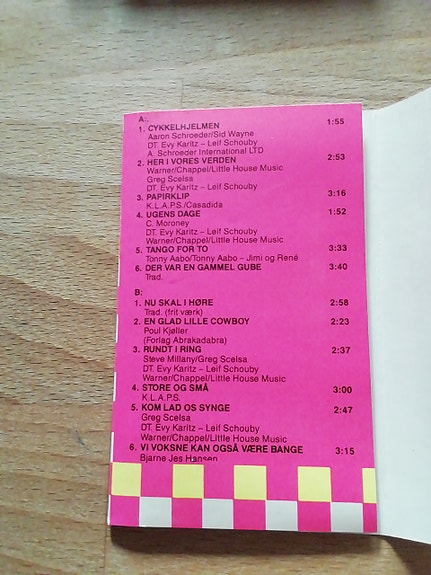 A:.
1. CYKKELHJELMEN 1:55
Aaron Schroeder/Sid Wayne
DT. Evy Karitz – Leif Schouby
A. Schroeder International LTD
2. HER I VORES VERDEN 2:53
Warner/Chappel/Little House Music
Greg Scelsa
DT. Evy Karitz – Leif Schouby
3. PAPIRKLIP 3:16
K.L.A.P.S./Casadida
4. UGENS DAGE 1:52
C. Moroney
DT. Evy Karitz – Leif Schouby
Warner/Chappel/Little House Music
5. TANGO FOR TO 3:33
Tonny Aabo/Tonny Aabo – Jimi og René
6. DER VAR EN GAMMEL GUBE 3:40
Trad.
B:
1. NU SKAL I HØRE 2:58
Trad. (frit værk)
2. EN GLAD LILLE COWBOY 2:23
Poul Kjøller
(Forlag Abrakadabra)
3. RUNDT I RING 2:37
Steve Millany/Greg Scelsa
DT. Evy Karitz – Leif Schouby
Warner/Chappel/Little House Music
4. STORE OG SMÅ 3:00
K.L.A.P.S.
5. KOM LAD OS SYNGE 2:47
Greg Scelsa
DT. Evy Karitz – Leif Schouby
Warner/Chappel/Little House Music
6. VI VOKSNE KAN OGSÅ VÆRE BANGE 3:15
Bjarne Jes Hansen